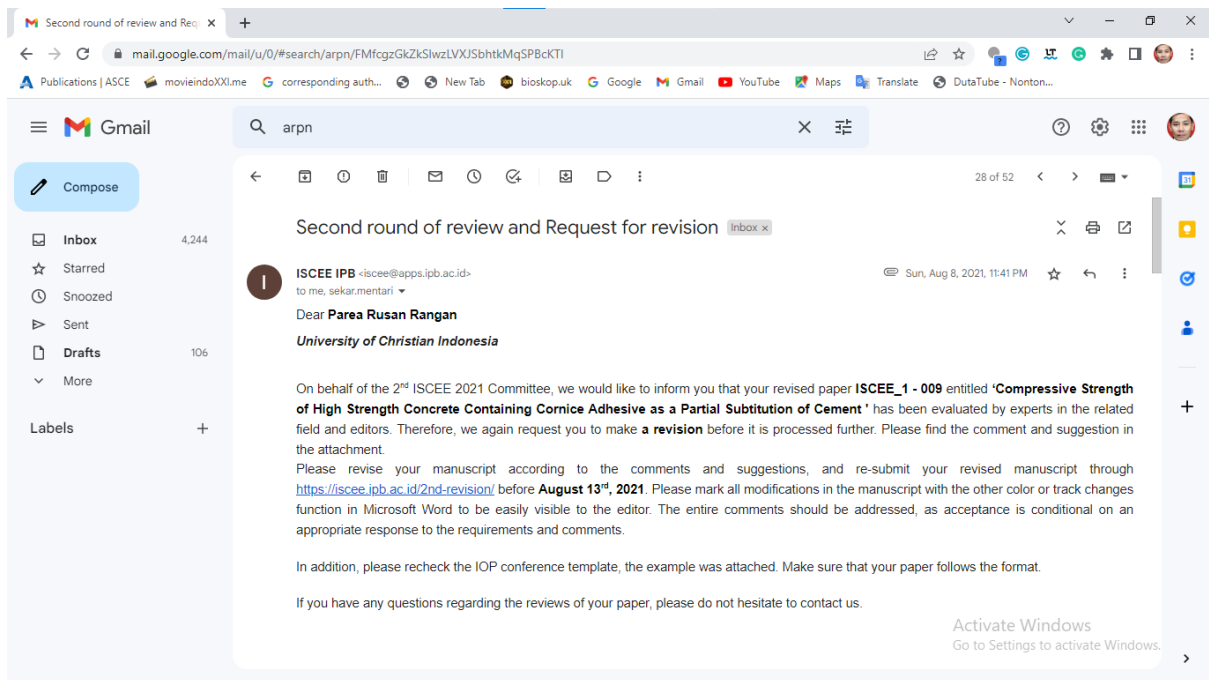 Second round of review and Req
mail.google.com/mail/u/0/#search/arpn/FMfcgzGkZkSlwzLVXJSbhtkMqSPBcKTl
Publications | ASCE movieindoXXI.me corresponding auth... New Tab bioskop.uk Google Gmail YouTube Maps Translate DutaTube - Nonton...
Gmail
arpn
Compose
28 of 52
Inbox 4,244
Starred
Snoozed
Sent
Drafts 106
More
Labels
Second round of review and Request for revision Inbox x
I
ISCEE IPB <iscee@apps.ipb.ac.id> Sun, Aug 8, 2021, 11:41 PM
to me, sekar.mentari
Dear Parea Rusan Rangan
University of Christian Indonesia
On behalf of the 2nd ISCEE 2021 Committee, we would like to inform you that your revised paper ISCEE_1 - 009 entitled ‘Compressive Strength
of High Strength Concrete Containing Cornice Adhesive as a Partial Subtitution of Cement ' has been evaluated by experts in the related
field and editors. Therefore, we again request you to make a revision before it is processed further. Please find the comment and suggestion in
the attachment.
Please revise your manuscript according to the comments and suggestions, and re-submit your revised manuscript through
https://iscee.ipb.ac.id/2nd-revision/ before August 13rd, 2021. Please mark all modifications in the manuscript with the other color or track changes
function in Microsoft Word to be easily visible to the editor. The entire comments should be addressed, as acceptance is conditional on an
appropriate response to the requirements and comments.
In addition, please recheck the IOP conference template, the example was attached. Make sure that your paper follows the format.
If you have any questions regarding the reviews of your paper, please do not hesitate to contact us.
Activate Windows
Go to Settings to activate Windows.
31